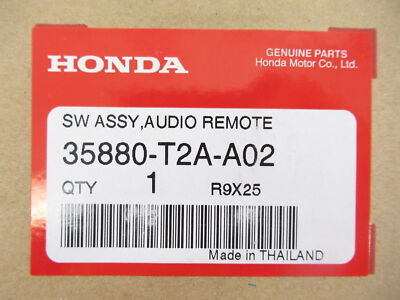 HONDA
GENUINE PARTS
Honda Motor Co., Ltd.
SW ASSY,AUDIO REMOTE
35880-T2A-A02
QTY 1 R9X25
Made in THAILAND